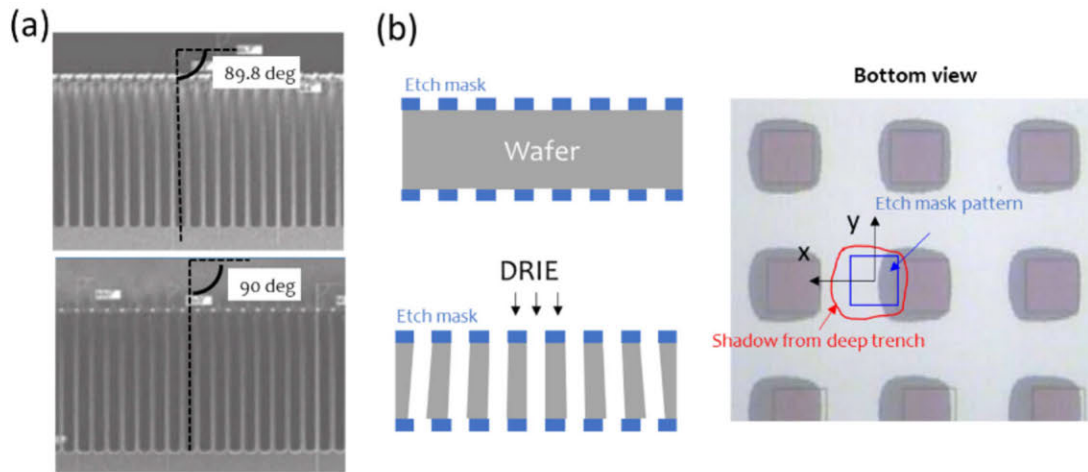 (a)
89.8 deg
90 deg
(b)
Etch mask
Wafer
DRIE
Etch mask
Bottom view
Etch mask pattern
y
x
Shadow from deep trench